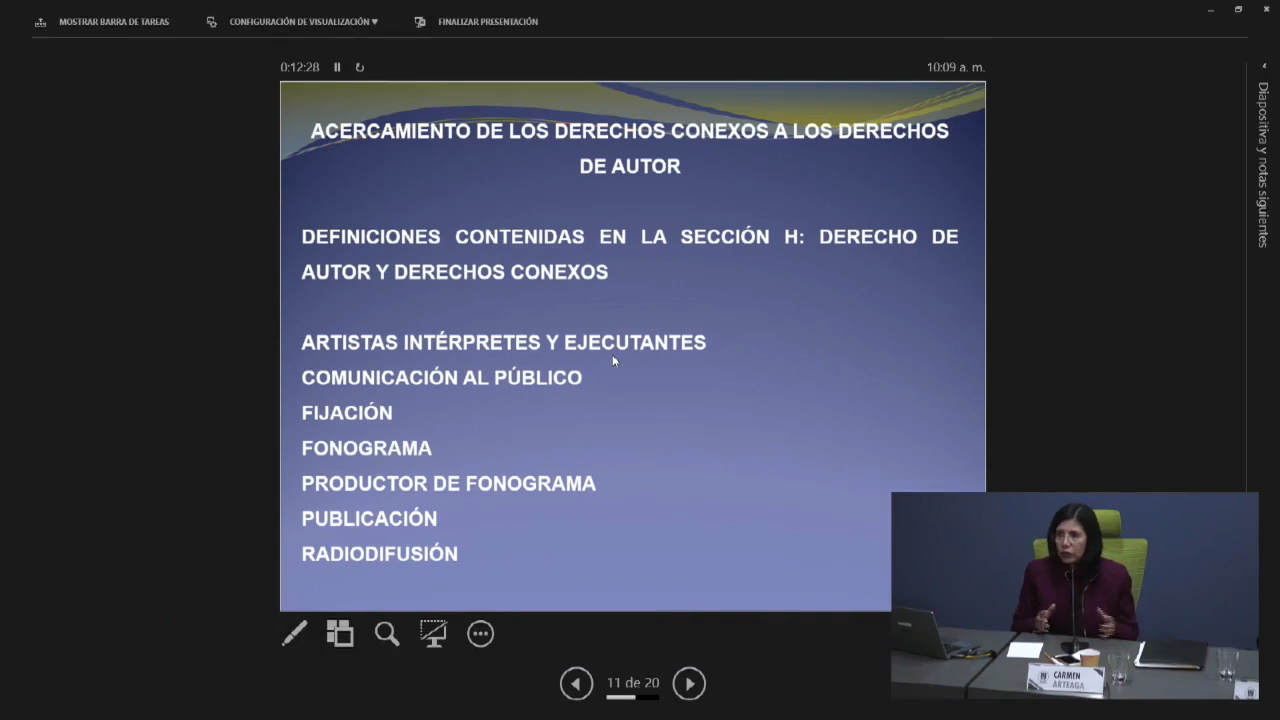 MOSTRAR BARRA DE TAREAS
CONFIGURACIÓN DE VISUALIZACIÓN ▼
FINALIZAR PRESENTACIÓN
0:12:28
10:09 a. m.
Diapositiva y notas siguientes
ACERCAMIENTO DE LOS DERECHOS CONEXOS A LOS DERECHOS
DE AUTOR
DEFINICIONES CONTENIDAS EN LA SECCIÓN H: DERECHO DE
AUTOR Y DERECHOS CONEXOS
ARTISTAS INTÉRPRETES Y EJECUTANTES
COMUNICACIÓN AL PÚBLICO
FIJACIÓN
FONOGRAMA
PRODUCTOR DE FONOGRAMA
PUBLICACIÓN
RADIODIFUSIÓN
11 de 20
CARMEN
ARTEAGA